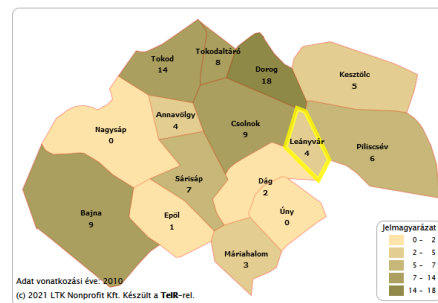 Tokodaltáró
8
Tokod
14
Dorog
18
Kesztölc
5
Annavölgy
4
Csolnok
9
Nagysáp
0
Leányvár
4
Piliscsév
6
Sárisáp
7
Dág
2
Bajna
9
Epöl
1
Úny
0
Máriahalom
3
Jelmagyarázat
0 - 2
2 - 5
5 - 7
7 - 14
14 - 18
Adat vonatkozási éve: 2010
(c) 2021 LTK Nonprofit Kft. Készült a TeIR-rel.